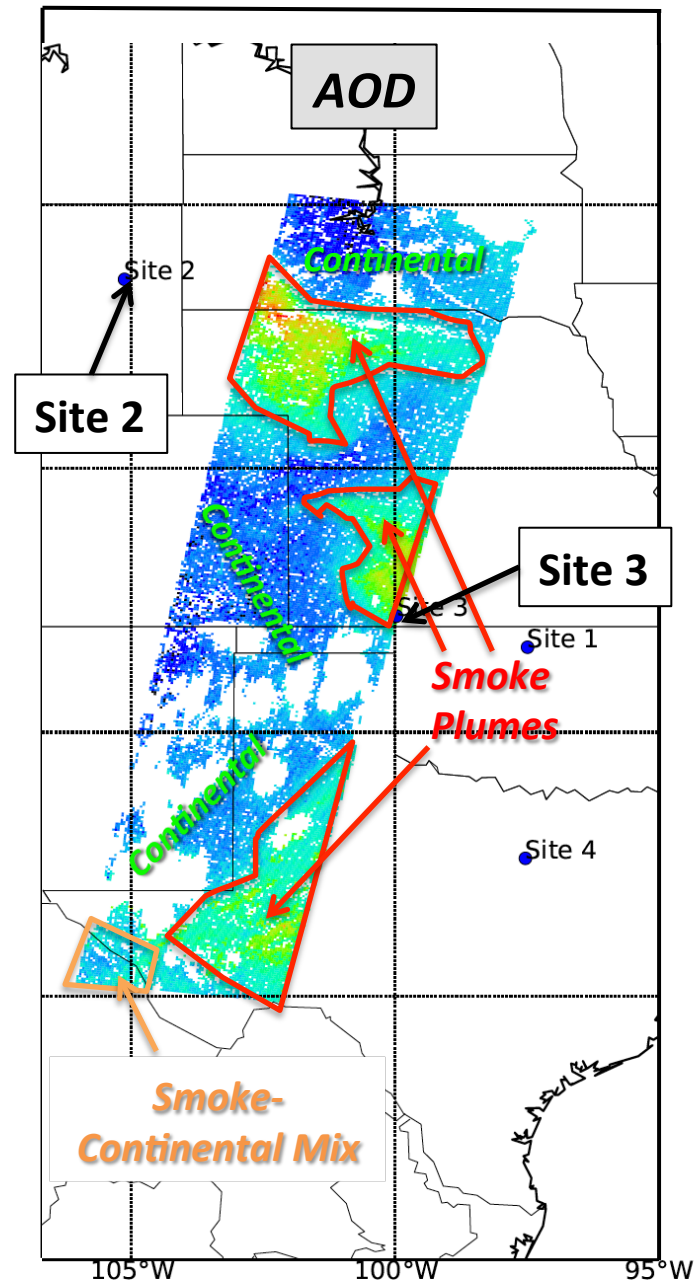 AOD
Continental
Site 2
Site 2
Continental
Site 3
Site 3
Site 1
Smoke
Plumes
Continental
Site 4
Smoke-
Continental Mix
105°W
100°W
95°W